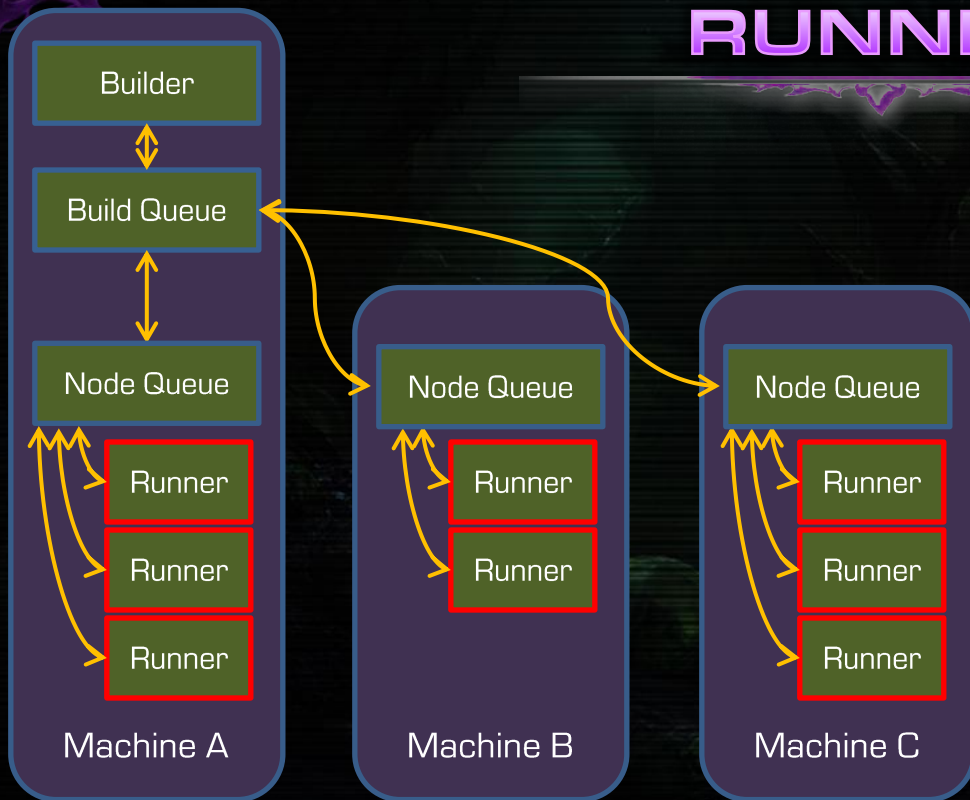 Builder
Build Queue
Node Queue
Runner
Runner
Runner
Machine A
Node Queue
Runner
Runner
Machine B
Node Queue
Runner
Runner
Runner
Machine C